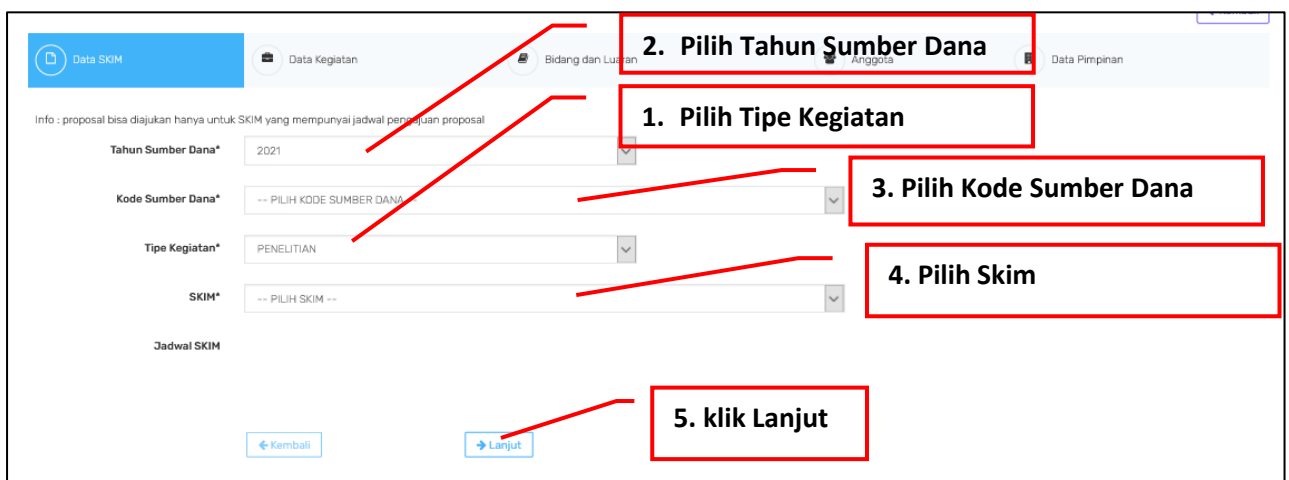 Data SKIM
Data Kegiatan
Bidang dan Luaran
Anggota
Data Pimpinan
2. Pilih Tahun Sumber Dana
Info : proposal bisa diajukan hanya untuk SKIM yang mempunyai jadwal pengajuan proposal
1. Pilih Tipe Kegiatan
Tahun Sumber Dana*
2021
Kode Sumber Dana*
-- PILIH KODE SUMBER DANA --
3. Pilih Kode Sumber Dana
Tipe Kegiatan*
PENELITIAN
4. Pilih Skim
SKIM*
-- PILIH SKIM --
Jadwal SKIM
5. klik Lanjut
Kembali
Lanjut